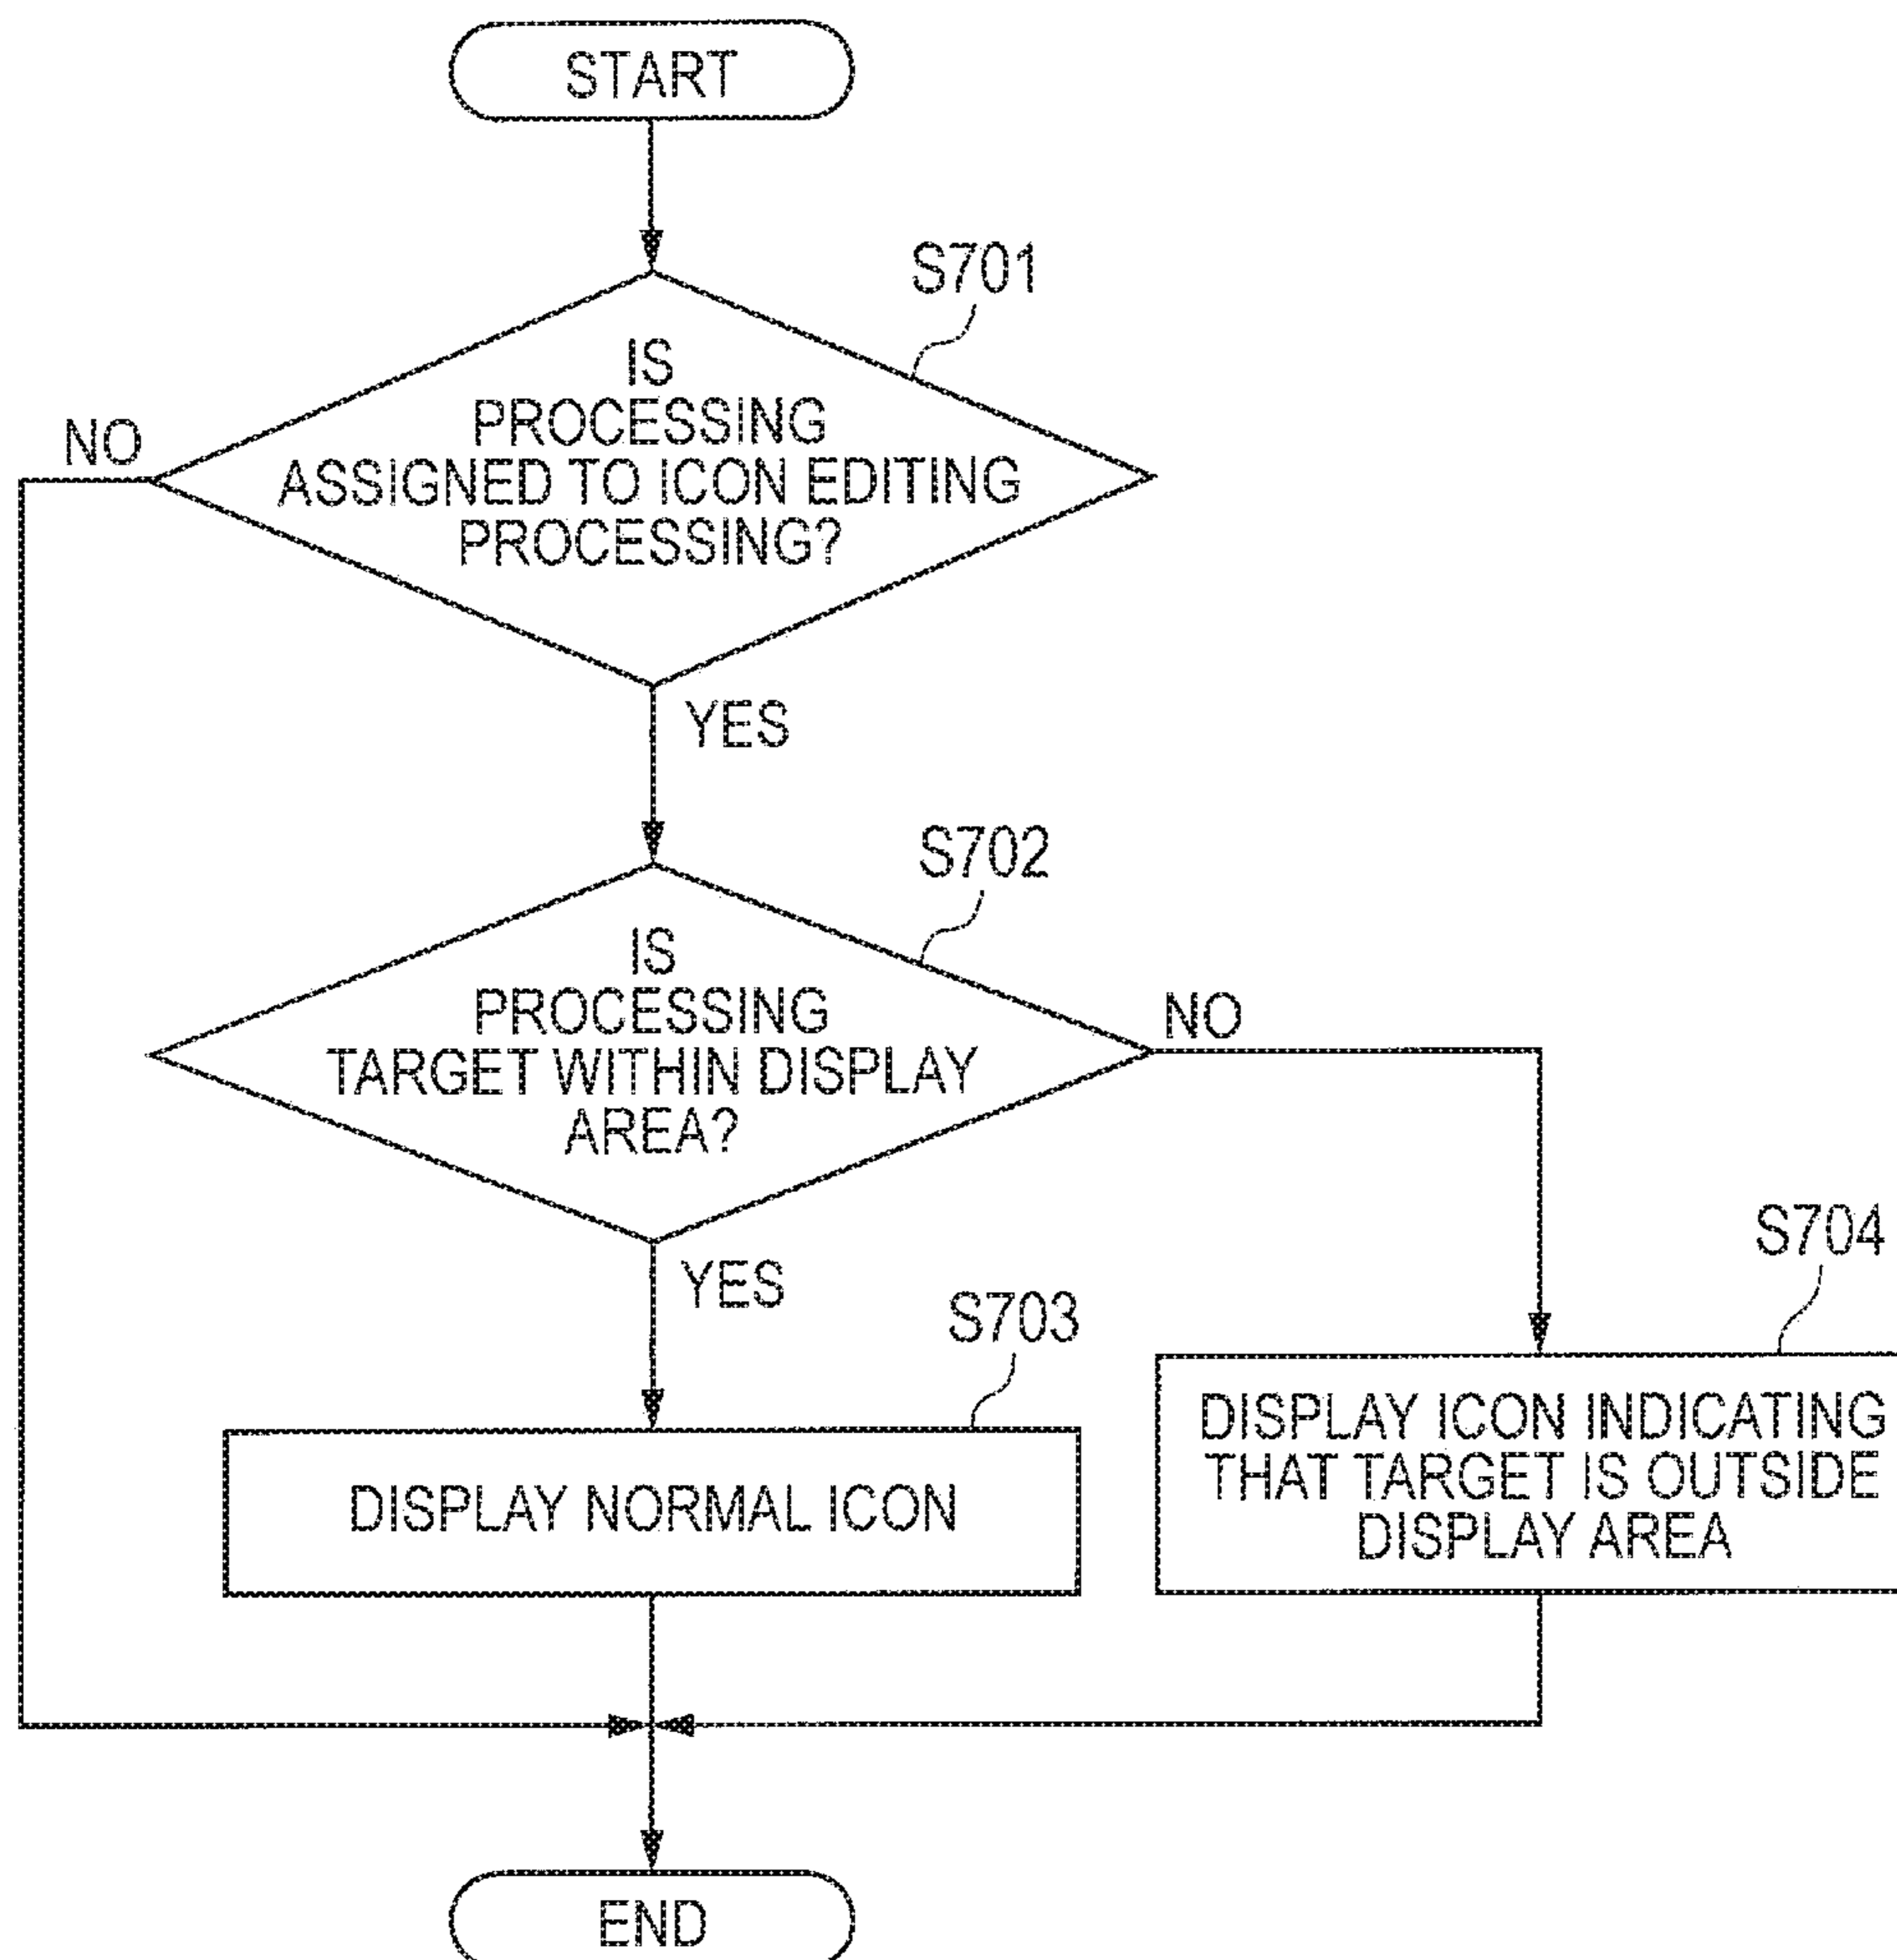 START
S701
IS
PROCESSING
ASSIGNED TO ICON EDITING
PROCESSING?
NO
YES
S702
IS
PROCESSING
TARGET WITHIN DISPLAY
AREA?
NO
YES
S703
DISPLAY NORMAL ICON
S704
DISPLAY ICON INDICATING
THAT TARGET IS OUTSIDE
DISPLAY AREA
END